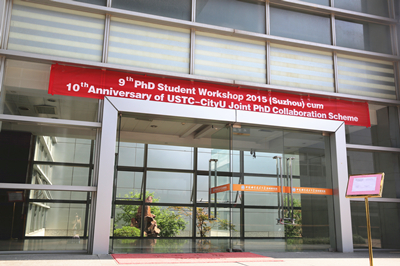 9th PhD Student Workshop 2015 (Suzhou) cum
10th Anniversary of USTC-CityU Joint PhD Collaboration Scheme